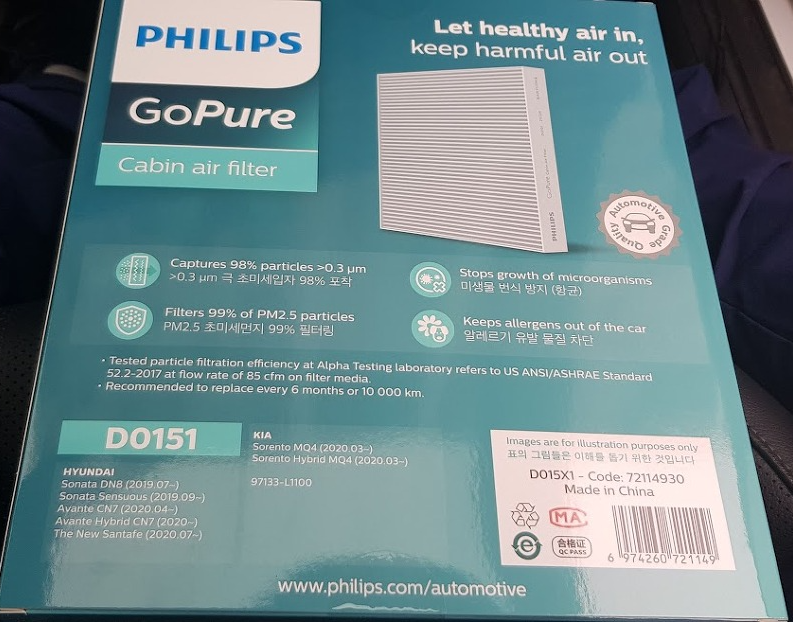 PHILIPS
GoPure
Cabin air filter
Let healthy air in,
keep harmful air out
PHILIPS
Automotive Grade Quality
Captures 98% particles >0.3 μm
>0.3 μm 극 초미세입자 98% 포착
Filters 99% of PM2.5 particles
PM2.5 초미세먼지 99% 필터링
Stops growth of microorganisms
미생물 번식 방지 (항균)
Keeps allergens out of the car
알레르기 유발 물질 차단
• Tested particle filtration efficiency at Alpha Testing laboratory refers to US ANSI/ASHRAE Standard
52.2-2017 at flow rate of 85 cfm on filter media.
• Recommended to replace every 6 months or 10 000 km.
D0151
HYUNDAI
Sonata DN8 (2019.07~)
Sonata Sensuous (2019.09~)
Avante CN7 (2020.04~)
Avante Hybrid CN7 (2020~)
The New Santafe (2020.07~)
KIA
Sorento MQ4 (2020.03~)
Sorento Hybrid MQ4 (2020.03~)
97133-L1100
Images are for illustration purposes only
표의 그림들은 이해를 돕기 위한 것입니다
D015X1 - Code: 72114930
Made in China
MA
e
合格证
QC PASS
6 974260 721149
www.philips.com/automotive